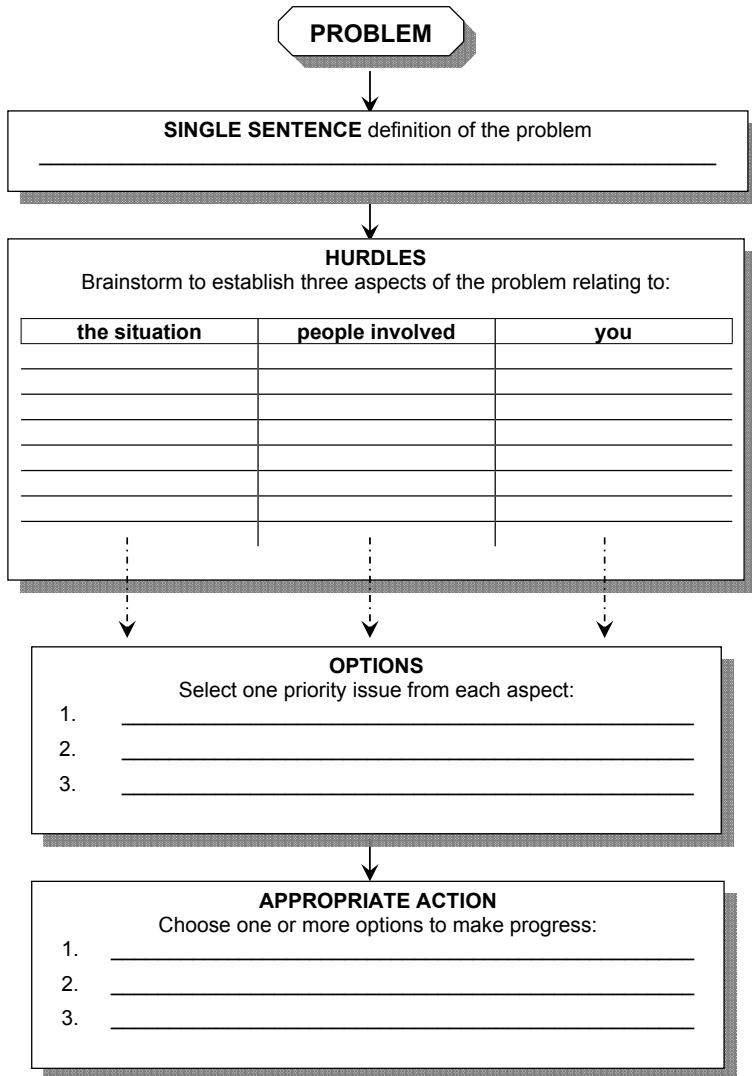 PROBLEM
SINGLE SENTENCE definition of the problem
HURDLES
Brainstorm to establish three aspects of the problem relating to:
the situation people involved you
OPTIONS
Select one priority issue from each aspect:
1.
2.
3.
APPROPRIATE ACTION
Choose one or more options to make progress:
1.
2.
3.